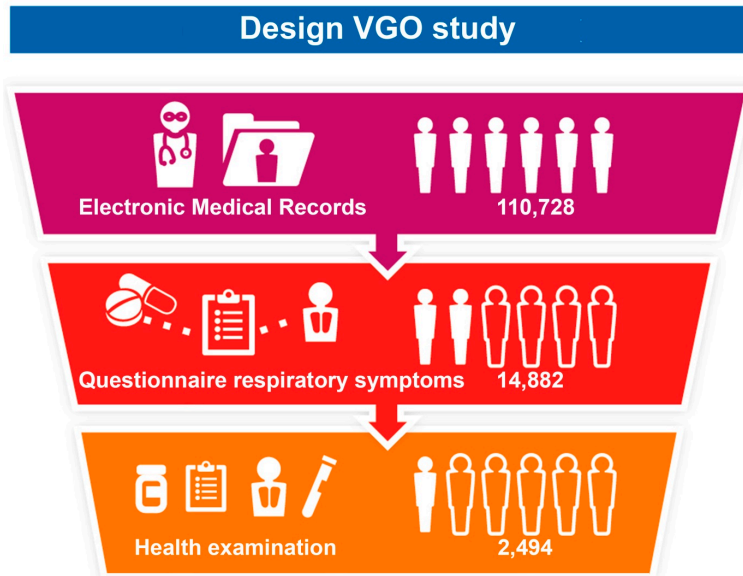 Design VGO study
Electronic Medical Records 110,728
Questionnaire respiratory symptoms 14,882
Health examination 2,494